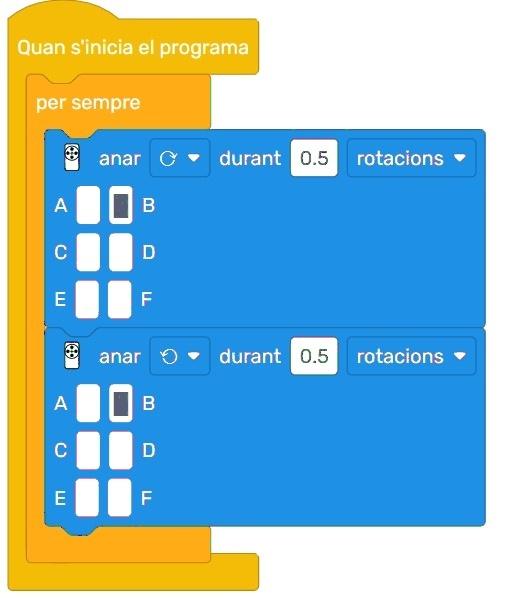 Quan s'inicia el programa
per sempre
anar durant 0.5 rotacions
A B
C D
E F
anar durant 0.5 rotacions
A B
C D
E F